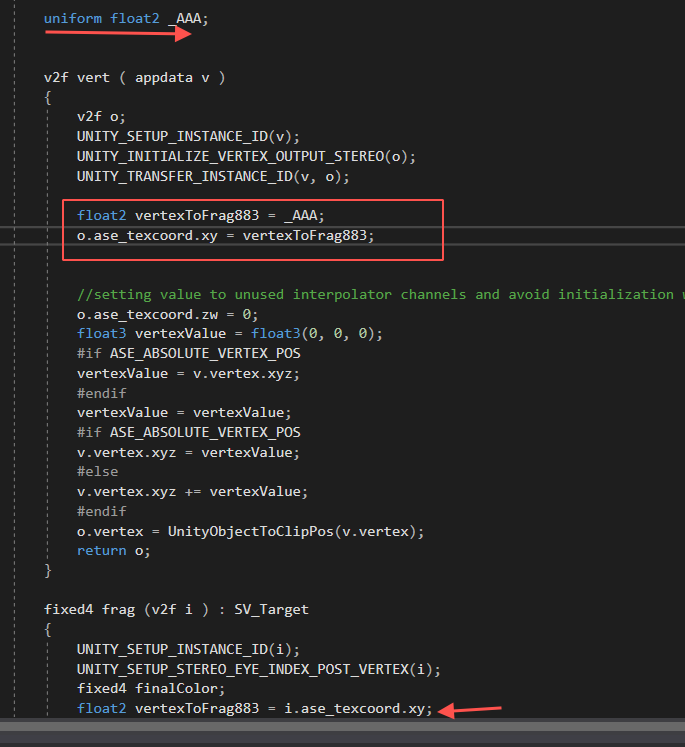 uniform float2 _AAA;
v2f vert ( appdata v )
{
v2f o;
UNITY_SETUP_INSTANCE_ID(v);
UNITY_INITIALIZE_VERTEX_OUTPUT_STEREO(o);
UNITY_TRANSFER_INSTANCE_ID(v, o);
float2 vertexToFrag883 = _AAA;
o.ase_texcoord.xy = vertexToFrag883;
//setting value to unused interpolator channels and avoid initialization
o.ase_texcoord.zw = 0;
float3 vertexValue = float3(0, 0, 0);
#if ASE_ABSOLUTE_VERTEX_POS
vertexValue = v.vertex.xyz;
#endif
vertexValue = vertexValue;
#if ASE_ABSOLUTE_VERTEX_POS
v.vertex.xyz = vertexValue;
#else
v.vertex.xyz += vertexValue;
#endif
o.vertex = UnityObjectToClipPos(v.vertex);
return o;
}
fixed4 frag (v2f i ) : SV_Target
{
UNITY_SETUP_INSTANCE_ID(i);
UNITY_SETUP_STEREO_EYE_INDEX_POST_VERTEX(i);
fixed4 finalColor;
float2 vertexToFrag883 = i.ase_texcoord.xy;